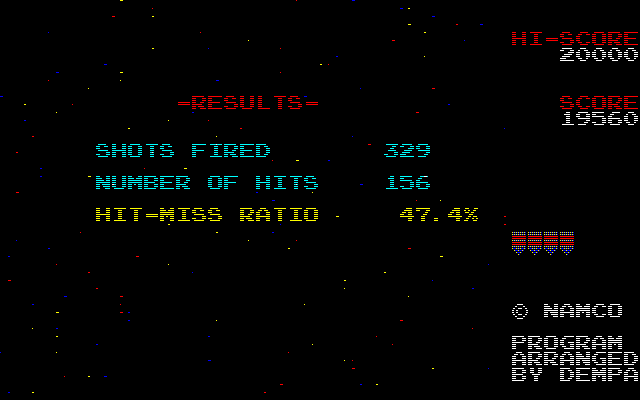 HI-SCORE
20000
-RESULTS-
SCORE
19560
SHOTS FIRED 329
NUMBER OF HITS 156
HIT-MISS RATIO 47.4%
© NAMCO
PROGRAM
ARRANGED
BY DEMPA